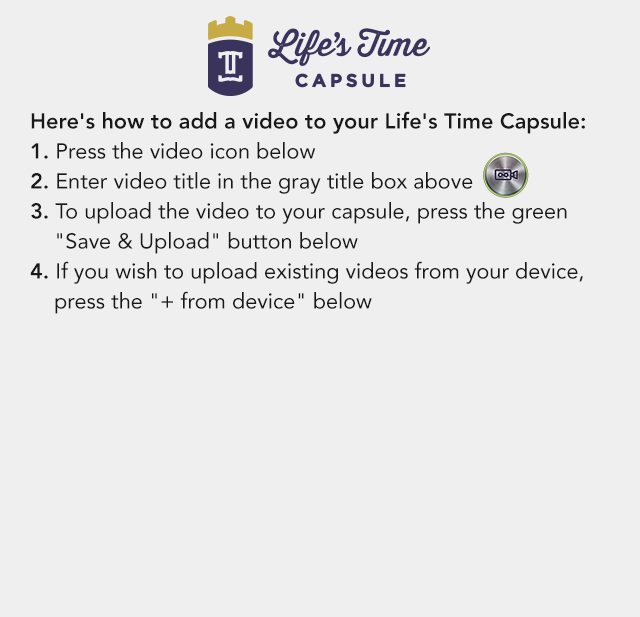 Life's Time
CAPSULE
Here's how to add a video to your Life's Time Capsule:
1. Press the video icon below
2. Enter video title in the gray title box above
3. To upload the video to your capsule, press the green
"Save & Upload" button below
4. If you wish to upload existing videos from your device,
press the "+ from device" below